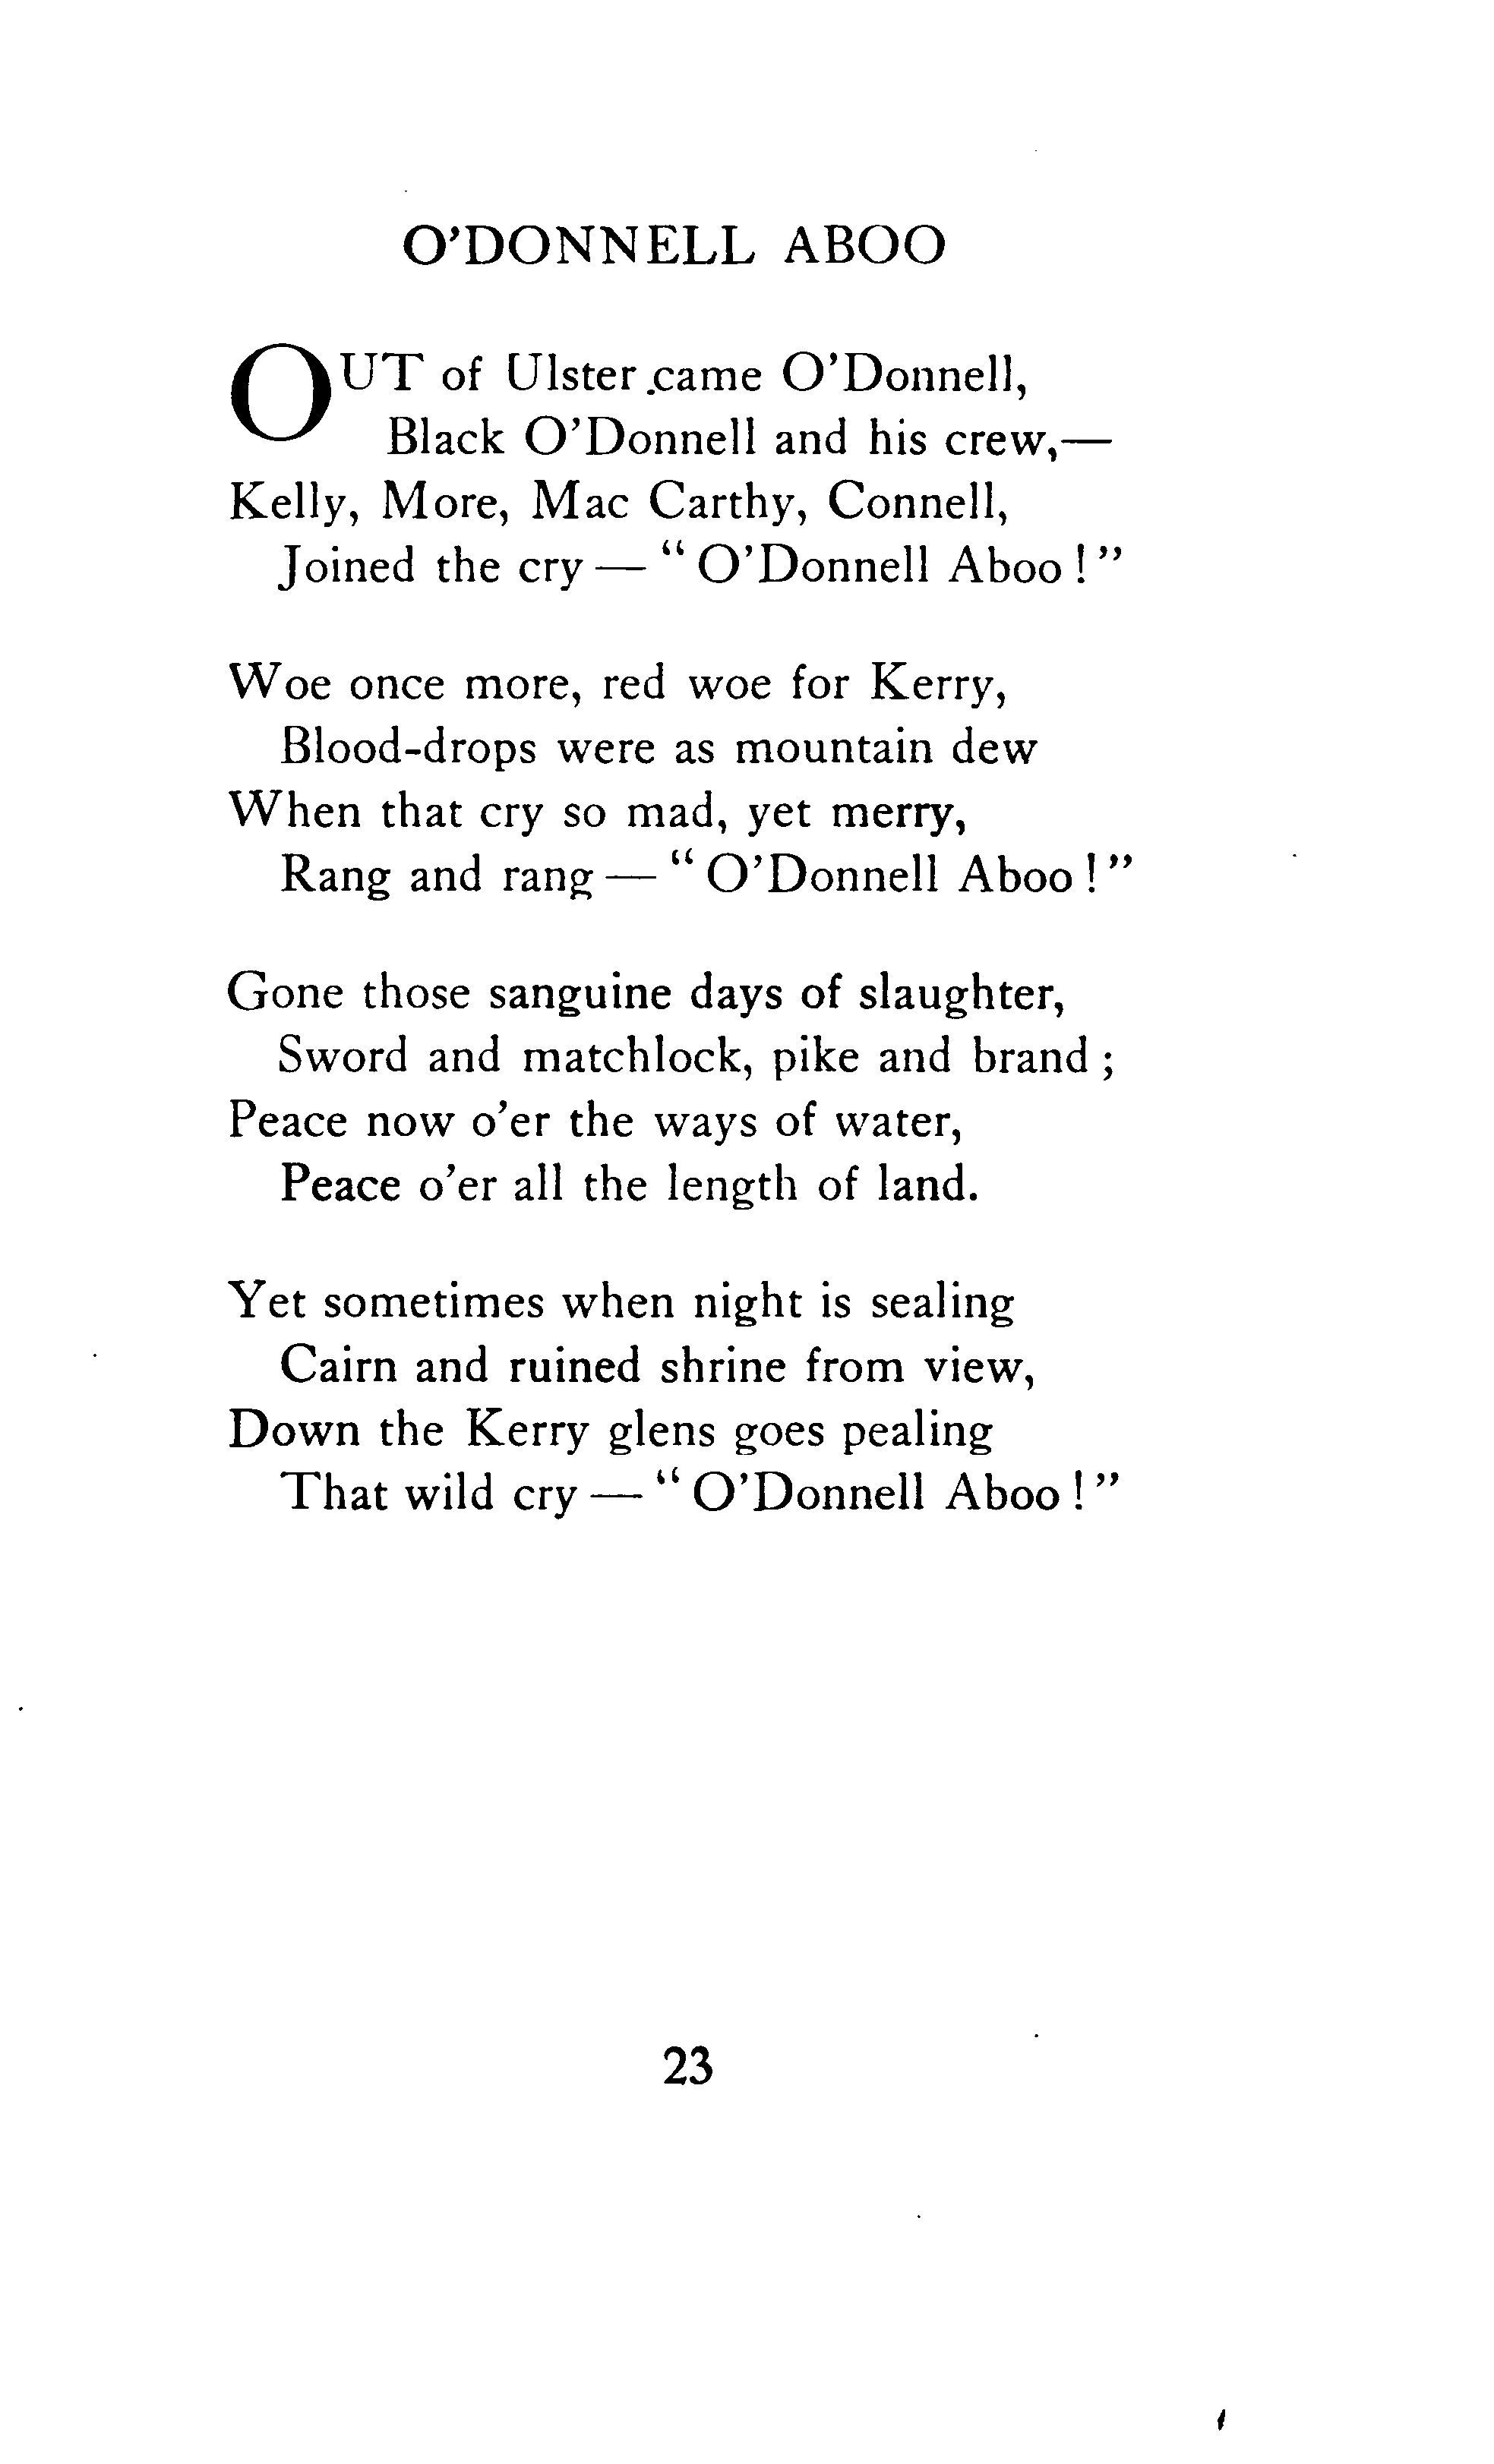 O'DONNELL ABOO
OUT of Ulster came O'Donnell,
Black O'Donnell and his crew,—
Kelly, More, Mac Carthy, Connell,
Joined the cry — “ O'Donnell Aboo ! ”
Woe once more, red woe for Kerry,
Blood-drops were as mountain dew
When that cry so mad, yet merry,
Rang and rang — “ O'Donnell Aboo ! ”
Gone those sanguine days of slaughter,
Sword and matchlock, pike and brand ;
Peace now o'er the ways of water,
Peace o'er all the length of land.
Yet sometimes when night is sealing
Cairn and ruined shrine from view,
Down the Kerry glens goes pealing
That wild cry — “ O'Donnell Aboo ! ”
23